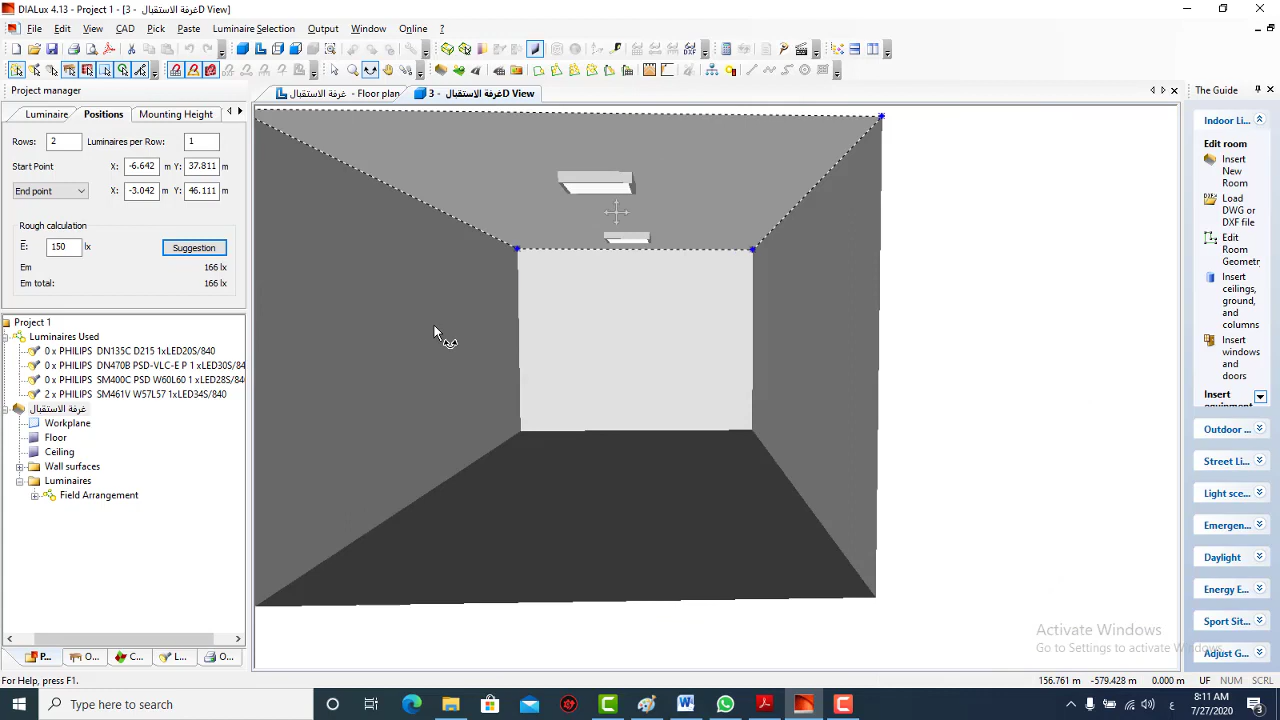 DIALux 4.13 - Project 1 - [3 - غرفة الاستقبالD View]
File Edit View CAD Pick Paste Luminaire Selection Output Window Online ?
Project manager
غرفة الاستقبال - Floor plan
3 - غرفة الاستقبالD View
The Guide
Luminaire Positions Mounting Height
Rows: 2 Luminaires per Row: 1
Start Point X: -6.642 m Y: 37.811 m
End point X: -3.042 m Y: 46.111 m
Rough calculation
E: 150 lx Suggestion
Em 166 lx
Em total: 166 lx
Project 1
Luminaires Used
0 x PHILIPS DN135C D215 1xLED20S/840
0 x PHILIPS DN470B PSD-VLC-E P 1 xLED30S/84
0 x PHILIPS SM400C PSD W60L60 1 xLED28S/840
2 x PHILIPS SM461V W57L57 1xLED34S/840
غرفة الاستقبال
Workplane
Floor
Ceiling
Wall surfaces
Luminaires
Field Arrangement
P... O... C... L... O...
Indoor Li...
Edit room
Insert
New
Room
Load
DWG or
DXF file
Edit
Room
Geometr
Insert
ceilings,
ground,
and
columns
Insert
windows
and
doors
Insert
Outdoor ...
Street Li...
Light sce...
Emergen...
Daylight
Energy E...
Sport Sit...
Adjust G...
Activate Windows
Go to Settings to activate Windows.
For Help, press F1.
156.761 m -579.428 m 0.000 m UF NUM SCRL
Type here to search
ع
8:11 AM
7/27/2020
3